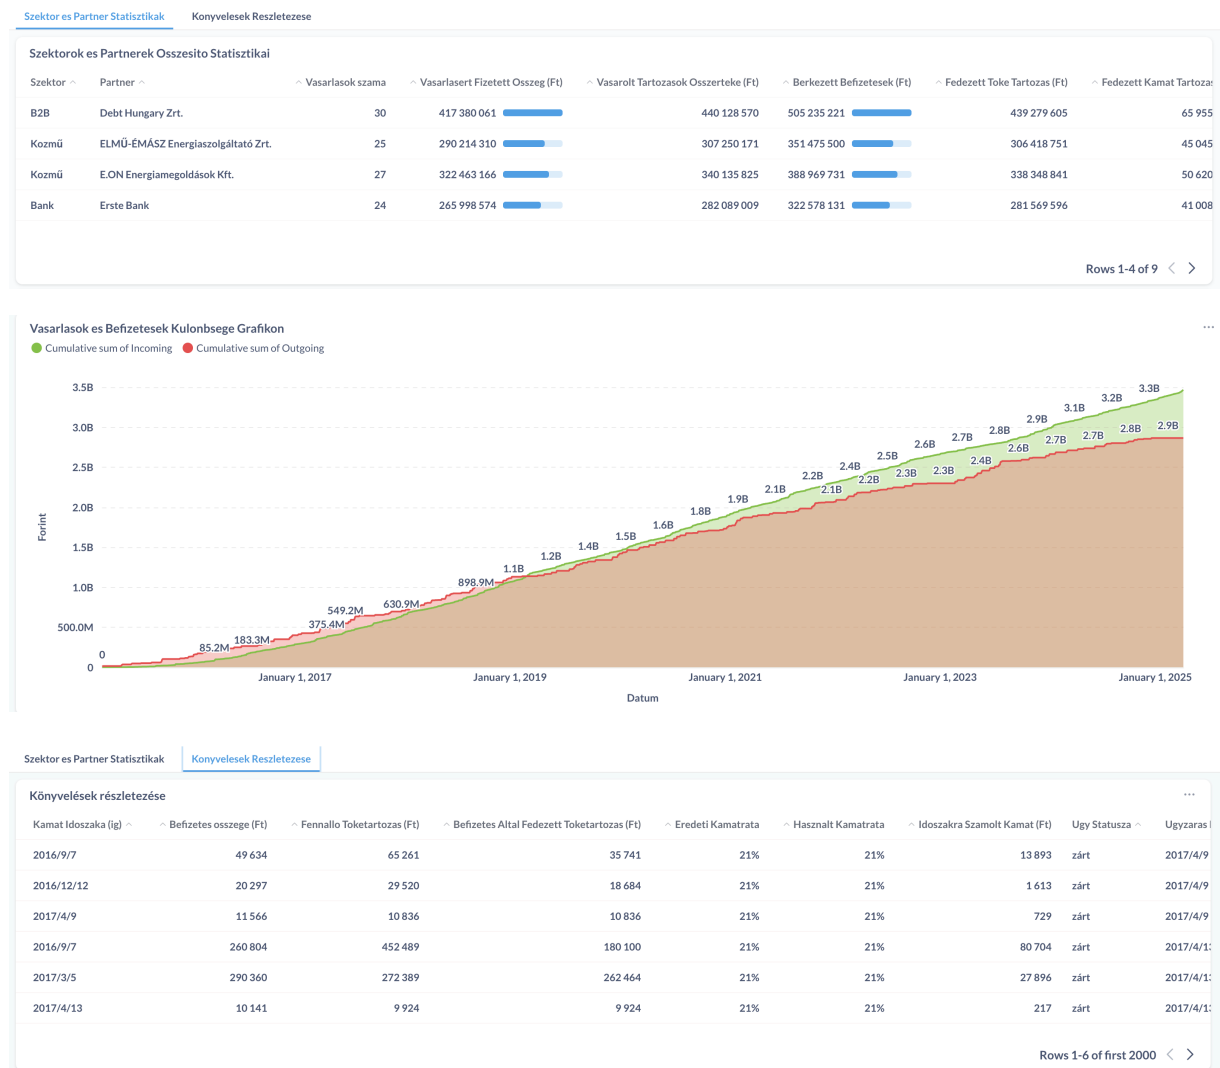 Szektor es Partner Statisztikak Konyvelesek Reszletezese
Szektorok es Partnerek Osszesito Statisztikai
Szektor Partner Vasarlasok szama Vasarlasert Fizetett Osszeg (Ft) Vasarolt Tartozasok Osszerteke (Ft) Berkezett Befizetesek (Ft) Fedezett Toke Tartozas (Ft) Fedezett Kamat Tartozas
B2B Debt Hungary Zrt. 30 417 380 061 440 128 570 505 235 221 439 279 605 65 955
Kozmű ELMŰ-ÉMÁSZ Energiaszolgáltató Zrt. 25 290 214 310 307 250 171 351 475 500 306 418 751 45 045
Kozmű E.ON Energiamegoldások Kft. 27 322 463 166 340 135 825 388 969 731 338 348 841 50 620
Bank Erste Bank 24 265 998 574 282 089 009 322 578 131 281 569 596 41 008
Rows 1-4 of 9
Vasarlasok es Befizetesek Kulonbsege Grafikon
Cumulative sum of Incoming Cumulative sum of Outgoing
3.5B
3.0B
2.5B
2.0B
1.5B
1.0B
500.0M
0
Forint
0
85.2M
183.3M
549.2M
375.4M
630.9M
898.9M
1.1B
1.2B
1.4B
1.5B
1.6B
1.8B
1.9B
2.1B
2.2B
2.1B
2.4B
2.2B
2.5B
2.3B
2.6B
2.3B
2.7B
2.4B
2.8B
2.6B
2.9B
2.7B
3.1B
2.7B
3.2B
2.8B
3.3B
2.9B
January 1, 2017 January 1, 2019 January 1, 2021 January 1, 2023 January 1, 2025
Datum
Szektor es Partner Statisztikak Konyvelesek Reszletezese
Könyvelések részletezése
Kamat Idoszaka (ig) Befizetes osszege (Ft) Fennallo Toketartozas (Ft) Befizetes Altal Fedezett Toketartozas (Ft) Eredeti Kamatrata Hasznalt Kamatrata Idoszakra Szamolt Kamat (Ft) Ugy Statusza Ugyzaras
2016/9/7 49 634 65 261 35 741 21% 21% 13 893 zárt 2017/4/9
2016/12/12 20 297 29 520 18 684 21% 21% 1 613 zárt 2017/4/9
2017/4/9 11 566 10 836 10 836 21% 21% 729 zárt 2017/4/9
2016/9/7 260 804 452 489 180 100 21% 21% 80 704 zárt 2017/4/13
2017/3/5 290 360 272 389 262 464 21% 21% 27 896 zárt 2017/4/13
2017/4/13 10 141 9 924 9 924 21% 21% 217 zárt 2017/4/13
Rows 1-6 of first 2000